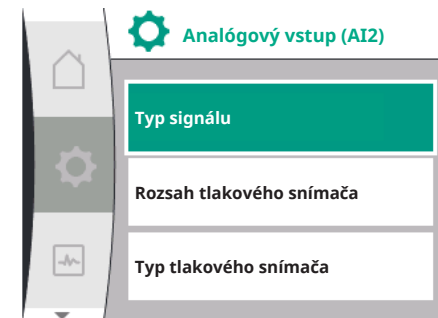 Analógový vstup (AI2)
Typ signálu
Rozsah tlakového snímača
Typ tlakového snímača